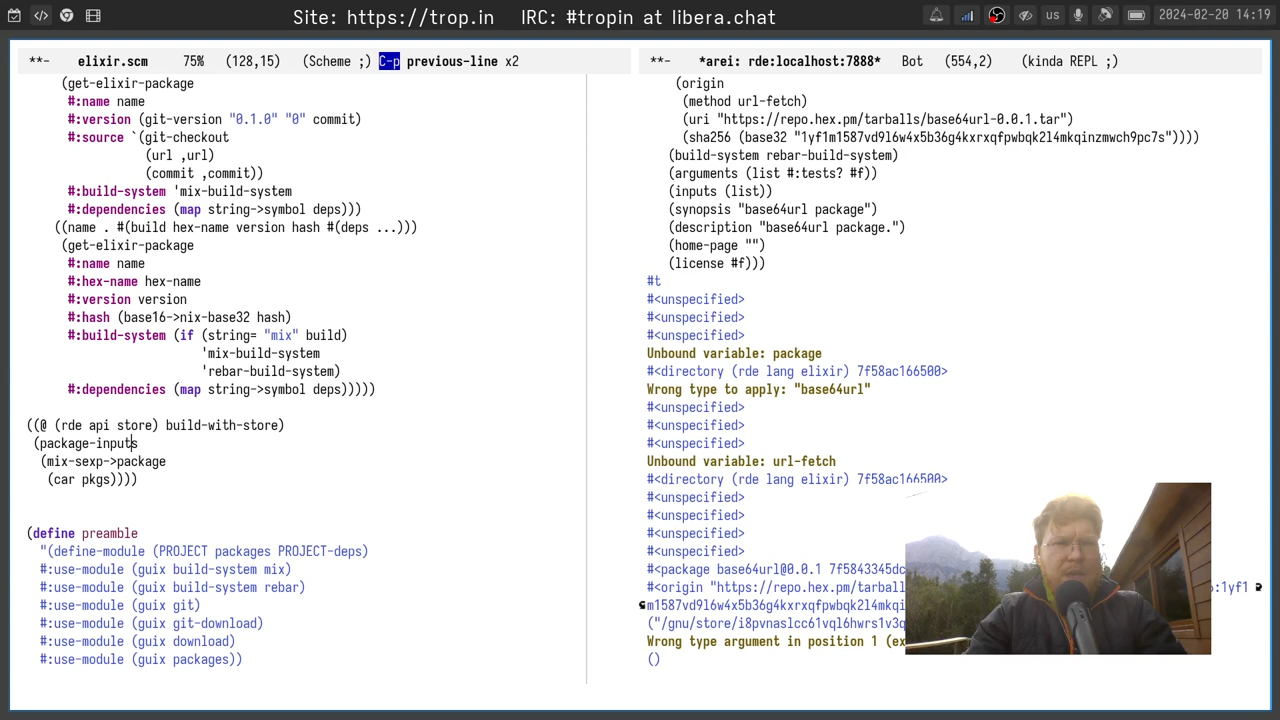 Site: https://trop.in   IRC: #tropin at libera.chat
us
2024-02-20 14:19
**-    elixir.scm    75%   (128,15)   (Scheme ;) C-p previous-line x2
(get-elixir-package
#:name name
#:version (git-version "0.1.0" "0" commit)
#:source `(git-checkout
(url ,url)
(commit ,commit))
#:build-system 'mix-build-system
#:dependencies (map string->symbol deps)))
((name . #(build hex-name version hash #(deps ...)))
(get-elixir-package
#:name name
#:hex-name hex-name
#:version version
#:hash (base16->nix-base32 hash)
#:build-system (if (string= "mix" build)
'mix-build-system
'rebar-build-system)
#:dependencies (map string->symbol deps)))))
((@ (rde api store) build-with-store)
(package-inputs
(mix-sexp->package
(car pkgs))))
(define preamble
"(define-module (PROJECT packages PROJECT-deps)
#:use-module (guix build-system mix)
#:use-module (guix build-system rebar)
#:use-module (guix git)
#:use-module (guix git-download)
#:use-module (guix download)
#:use-module (guix packages))
**-   *arei: rde:localhost:7888*   Bot   (554,2)   (kinda REPL ;)
(origin
(method url-fetch)
(uri "https://repo.hex.pm/tarballs/base64url-0.0.1.tar")
(sha256 (base32 "1yf1m1587vd9l6w4x5b36g4kxrxqfpwbqk2l4mkqinzmwch9pc7s"))))
(build-system rebar-build-system)
(arguments (list #:tests? #f))
(inputs (list))
(synopsis "base64url package")
(description "base64url package.")
(home-page "")
(license #f)))
#t
#<unspecified>
#<unspecified>
#<unspecified>
Unbound variable: package
#<directory (rde lang elixir) 7f58ac166500>
Wrong type to apply: "base64url"
#<unspecified>
#<unspecified>
#<unspecified>
Unbound variable: url-fetch
#<directory (rde lang elixir) 7f58ac166500>
#<unspecified>
#<unspecified>
#<unspecified>
#<unspecified>
#<package base64url@0.0.1 7f5843345dc
#<origin "https://repo.hex.pm/tarball :1yf1
m1587vd9l6w4x5b36g4kxrxqfpwbqk2l4mkqi
("/gnu/store/i8pvnaslcc61vql6hwrs1v3q
Wrong type argument in position 1 (ex
()